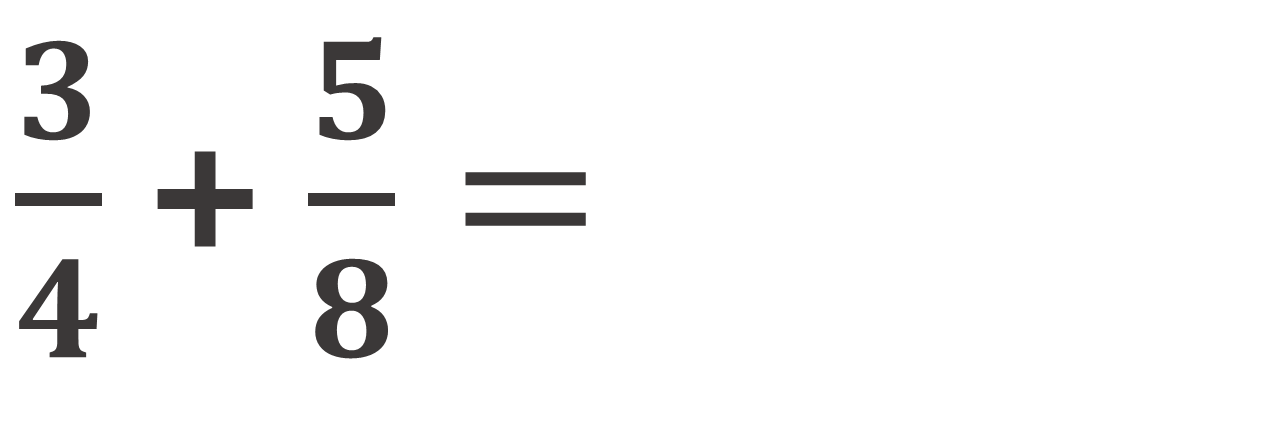 3/4 + 5/8 =